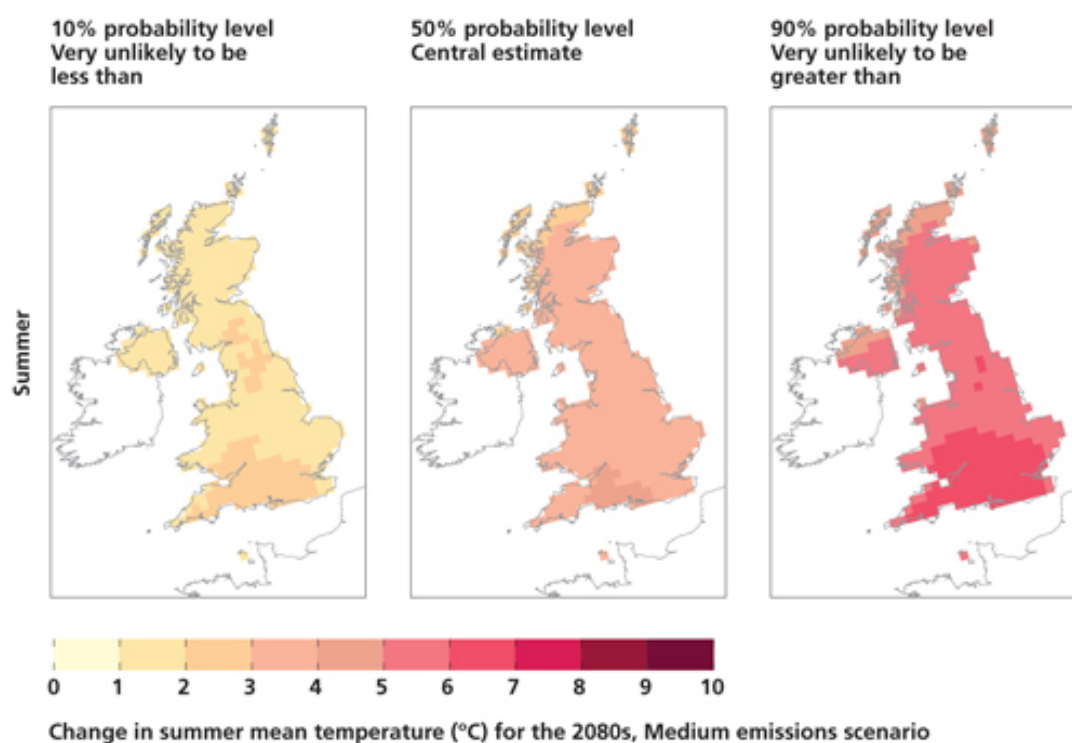 10% probability level
Very unlikely to be
less than
50% probability level
Central estimate
90% probability level
Very unlikely to be
greater than
Summer
0 1 2 3 4 5 6 7 8 9 10
Change in summer mean temperature (ºC) for the 2080s, Medium emissions scenario